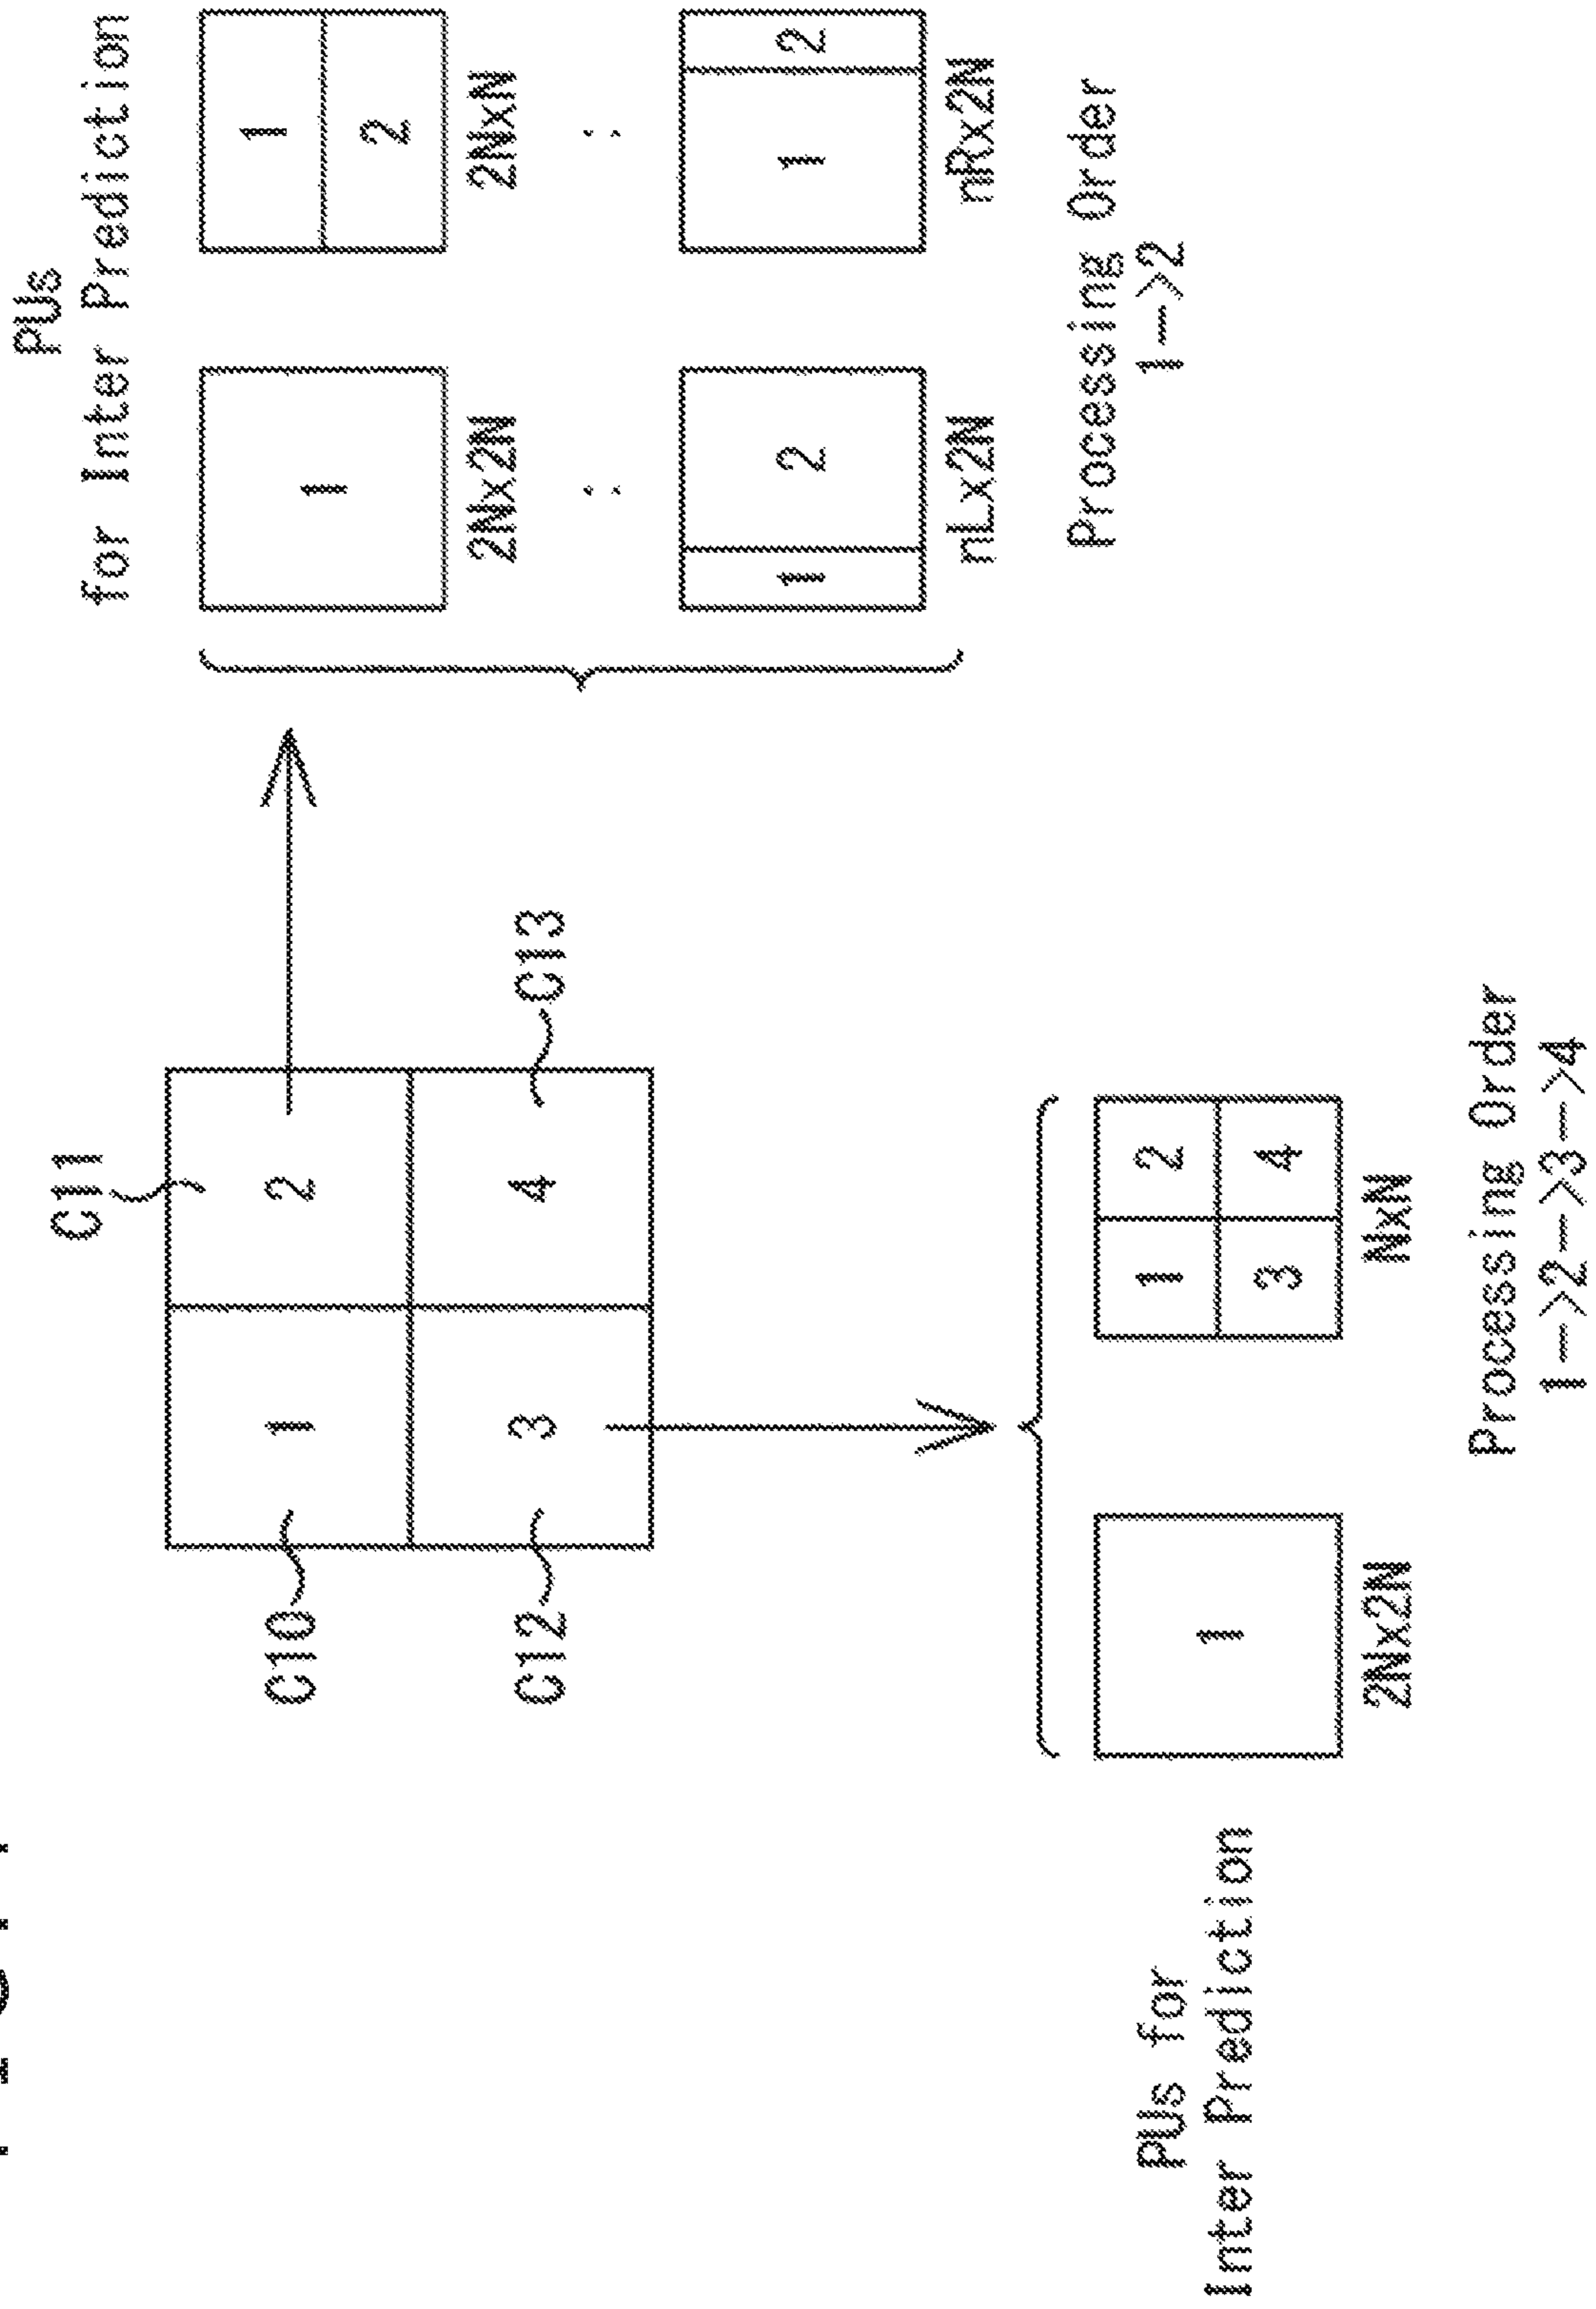 PUs
for Inter Prediction
C11
C10
1
2
C12
3
4
C13
1
2Nx2N
1
2
2NxN
:
:
1
2
nLx2N
1
2
nRx2N
Processing Order
1—>2
PUs for
Inter Prediction
1
2Nx2N
1
2
3
4
NxN
Processing Order
1—>2—>3—>4